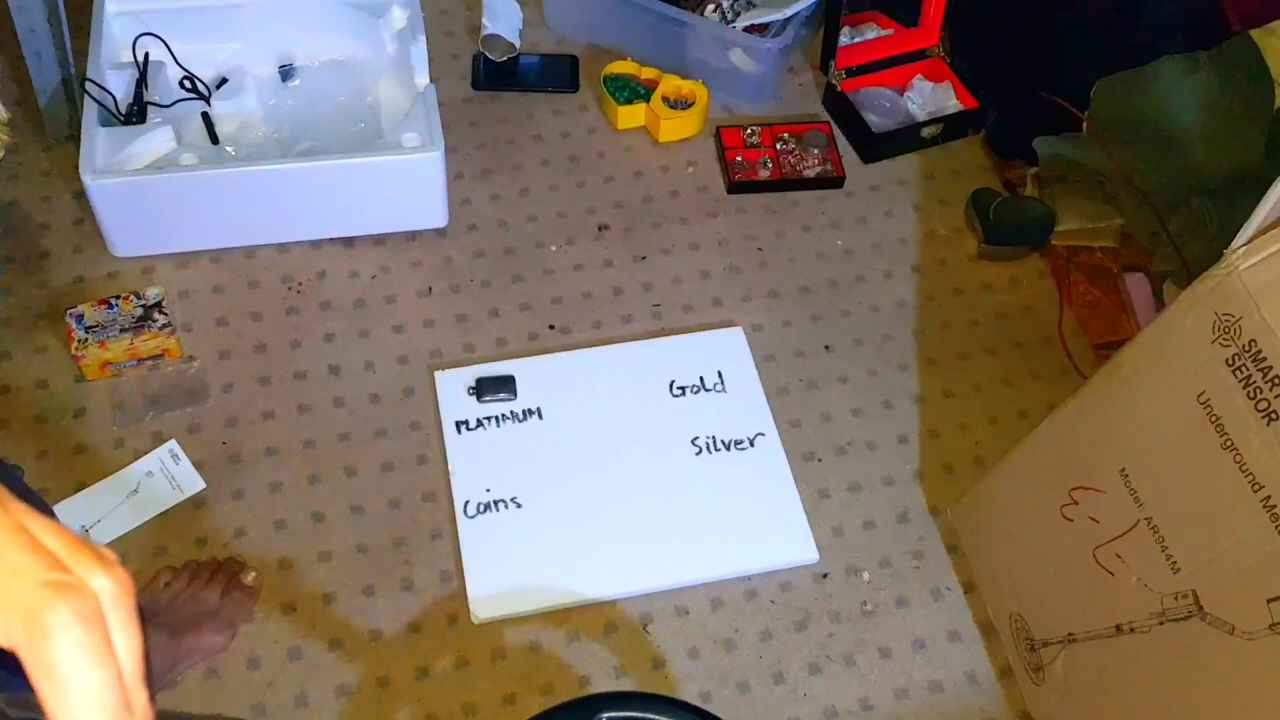 PLATINUM
Gold
Silver
Coins
SMART
SENSOR
Underground Met
Model: AR944M